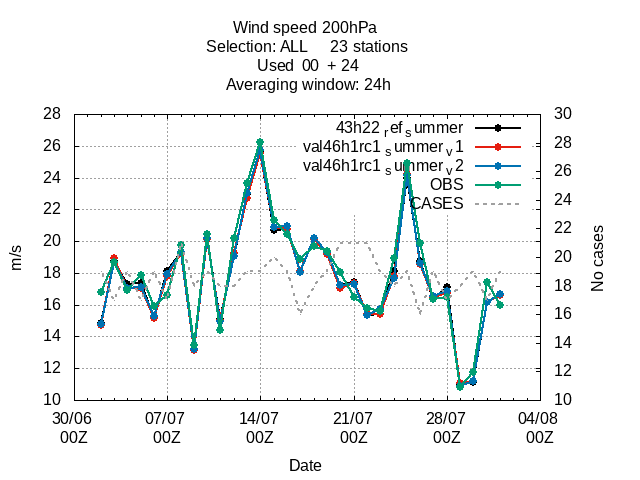 Wind speed 200hPa
Selection: ALL 23 stations
Used 00 + 24
Averaging window: 24h
28 30
43h22 ref summer
val46h1rc1 summer v1
val46h1rc1 summer v2
OBS
CASES
26 28
24 26
22 24
20 22
18 20
16 18
14 16
12 14
10 12
10
m/s
No cases
30/06 07/07 14/07 21/07 28/07 04/08
00Z 00Z 00Z 00Z 00Z 00Z
Date